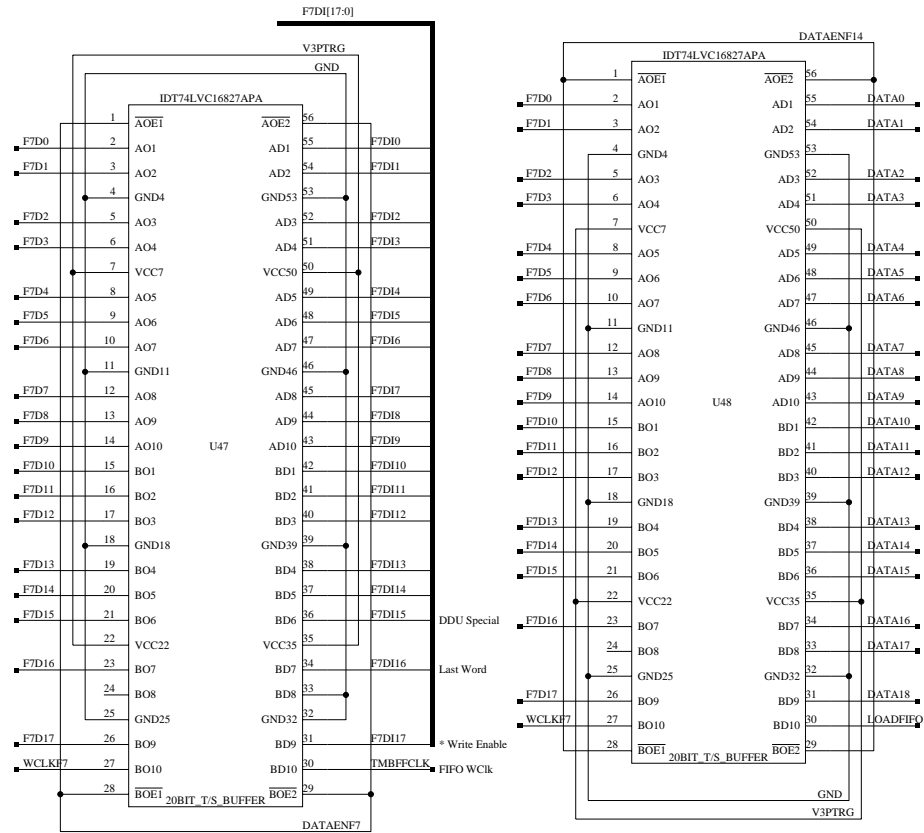 F7DI[17:0]
V3PTRG
GND
IDT74LVC16827APA
1 AOE1 AOE2 56
F7D0 2 AO1 AD1 55 F7DI0
F7D1 3 AO2 AD2 54 F7DI1
4 GND4 GND53 53
F7D2 5 AO3 AD3 52 F7DI2
F7D3 6 AO4 AD4 51 F7DI3
7 VCC7 VCC50 50
F7D4 8 AO5 AD5 49 F7DI4
F7D5 9 AO6 AD6 48 F7DI5
F7D6 10 AO7 AD7 47 F7DI6
11 GND11 GND46 46
F7D7 12 AO8 AD8 45 F7DI7
F7D8 13 AO9 AD9 44 F7DI8
F7D9 14 AO10 U47 AD10 43 F7DI9
F7D10 15 BO1 BD1 42 F7DI10
F7D11 16 BO2 BD2 41 F7DI11
F7D12 17 BO3 BD3 40 F7DI12
18 GND18 GND39 39
F7D13 19 BO4 BD4 38 F7DI13
F7D14 20 BO5 BD5 37 F7DI14
F7D15 21 BO6 BD6 36 F7DI15 DDU Special
22 VCC22 VCC35 35
F7D16 23 BO7 BD7 34 F7DI16 Last Word
24 BO8 BD8 33
25 GND25 GND32 32
F7D17 26 BO9 BD9 31 F7DI17 * Write Enable
WCLKF7 27 BO10 BD10 30 TMBFFCLK FIFO WClk
28 BOE1 BOE2 29
20BIT_T/S_BUFFER
DATAENF7
DATAENF14
IDT74LVC16827APA
1 AOE1 AOE2 56
F7D0 2 AO1 AD1 55 DATA0
F7D1 3 AO2 AD2 54 DATA1
4 GND4 GND53 53
F7D2 5 AO3 AD3 52 DATA2
F7D3 6 AO4 AD4 51 DATA3
7 VCC7 VCC50 50
F7D4 8 AO5 AD5 49 DATA4
F7D5 9 AO6 AD6 48 DATA5
F7D6 10 AO7 AD7 47 DATA6
11 GND11 GND46 46
F7D7 12 AO8 AD8 45 DATA7
F7D8 13 AO9 AD9 44 DATA8
F7D9 14 AO10 U48 AD10 43 DATA9
F7D10 15 BO1 BD1 42 DATA10
F7D11 16 BO2 BD2 41 DATA11
F7D12 17 BO3 BD3 40 DATA12
18 GND18 GND39 39
F7D13 19 BO4 BD4 38 DATA13
F7D14 20 BO5 BD5 37 DATA14
F7D15 21 BO6 BD6 36 DATA15
22 VCC22 VCC35 35
F7D16 23 BO7 BD7 34 DATA16
24 BO8 BD8 33 DATA17
25 GND25 GND32 32
F7D17 26 BO9 BD9 31 DATA18
WCLKF7 27 BO10 BD10 30 LOADFIFO
28 BOE1 BOE2 29
20BIT_T/S_BUFFER
GND
V3PTRG